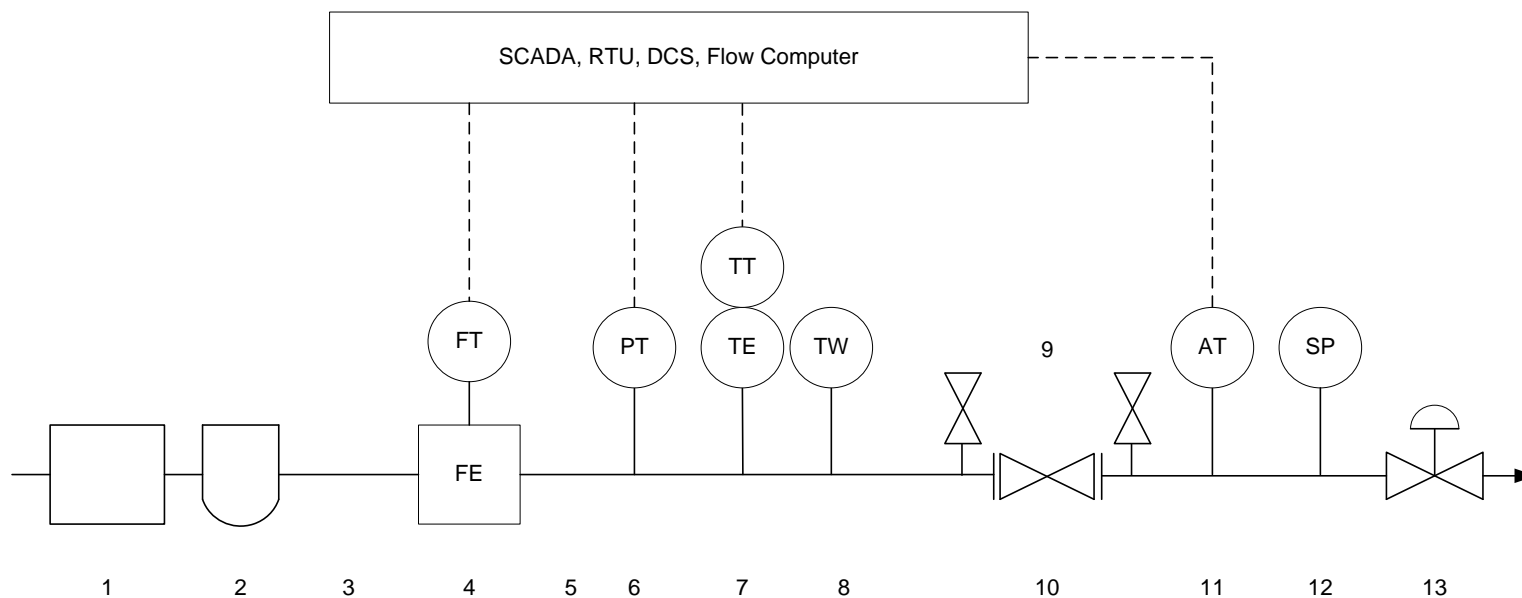 SCADA, RTU, DCS, Flow Computer
TT
FT
PT
TE
TW
9
AT
SP
FE
1
2
3
4
5
6
7
8
10
11
12
13